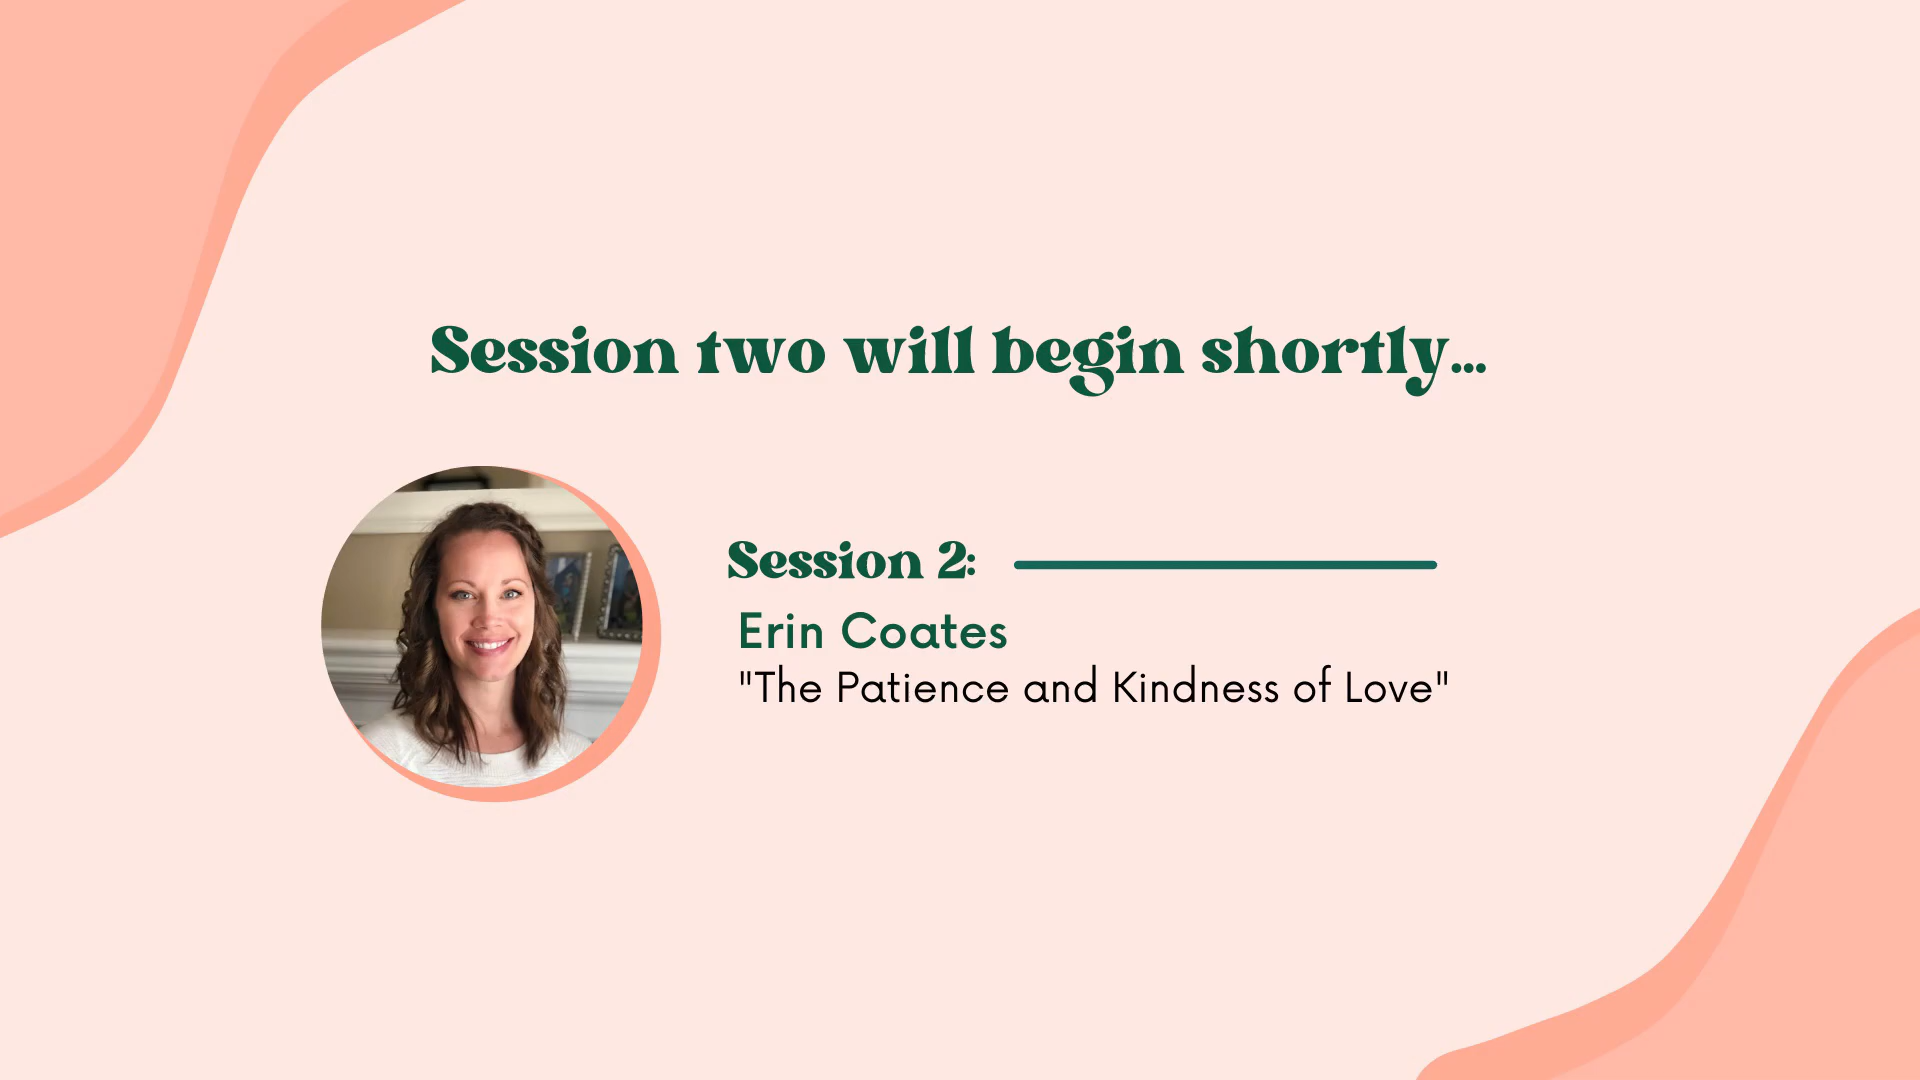 Session two will begin shortly...
Session 2:
Erin Coates
"The Patience and Kindness of Love"